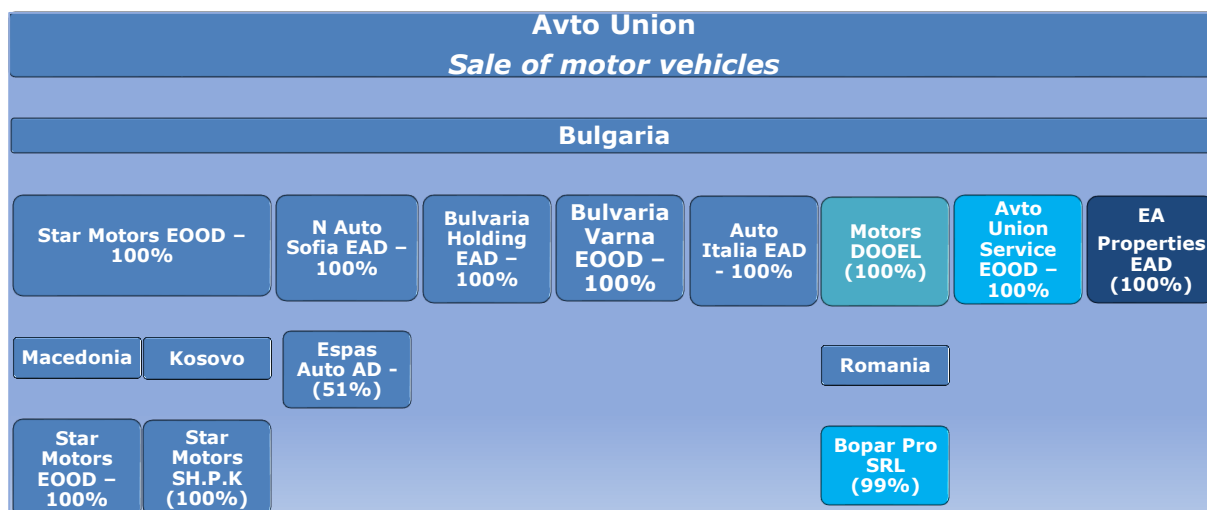 Avto Union
Sale of motor vehicles
Bulgaria
Star Motors EOOD –
100%
N Auto
Sofia EAD –
100%
Bulvaria
Holding
EAD –
100%
Bulvaria
Varna
EOOD –
100%
Auto
Italia EAD
- 100%
Motors
DOOEL
(100%)
Avto
Union
Service
EOOD –
100%
EA
Properties
EAD
(100%)
Macedonia
Kosovo
Espas
Auto AD -
(51%)
Romania
Star
Motors
EOOD –
100%
Star
Motors
SH.P.K
(100%)
Bopar Pro
SRL
(99%)